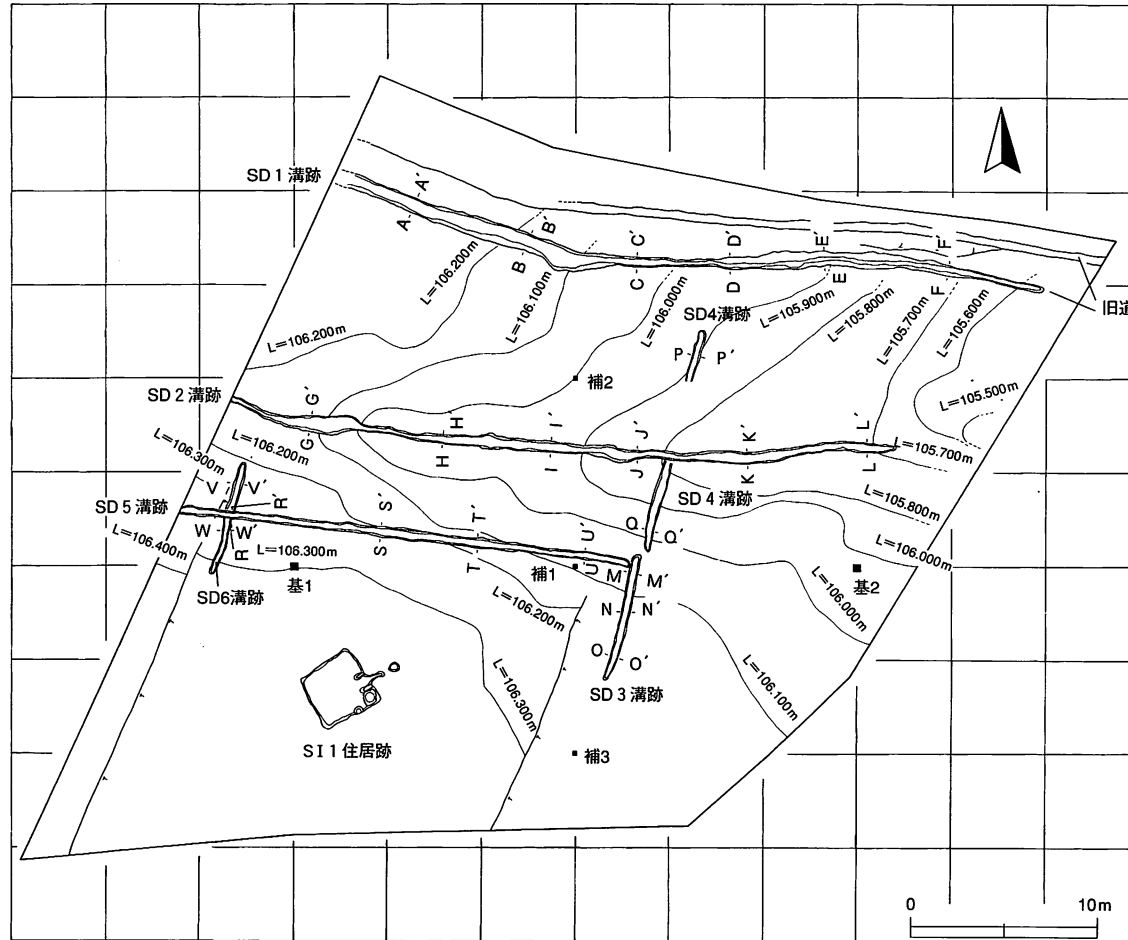 SD 1 溝跡
A′
A
B′
B
C′
C
D′
D
E′
E
F′
F
旧道
L=106.200m
L=106.100m
L=106.000m
L=105.900m
L=105.800m
L=105.700m
L=105.600m
L=105.500m
L=106.200m
SD4溝跡
P
P′
補2
SD 2 溝跡
G′
G
H′
H
I′
I
J′
J
K′
K
L′
L
L=105.700m
L=106.300m
L=106.200m
V′
SD 4 溝跡
L=105.800m
SD 5 溝跡
R′
R
S′
S
T′
T
U′
U
Q
Q′
W
W′
L=106.000m
L=106.400m
L=106.300m
基1
補1
M
M′
基2
SD6溝跡
L=106.200m
N
N′
L=106.000m
O
O′
SD 3 溝跡
L=106.300m
L=106.100m
SI1住居跡
補3
0
10m